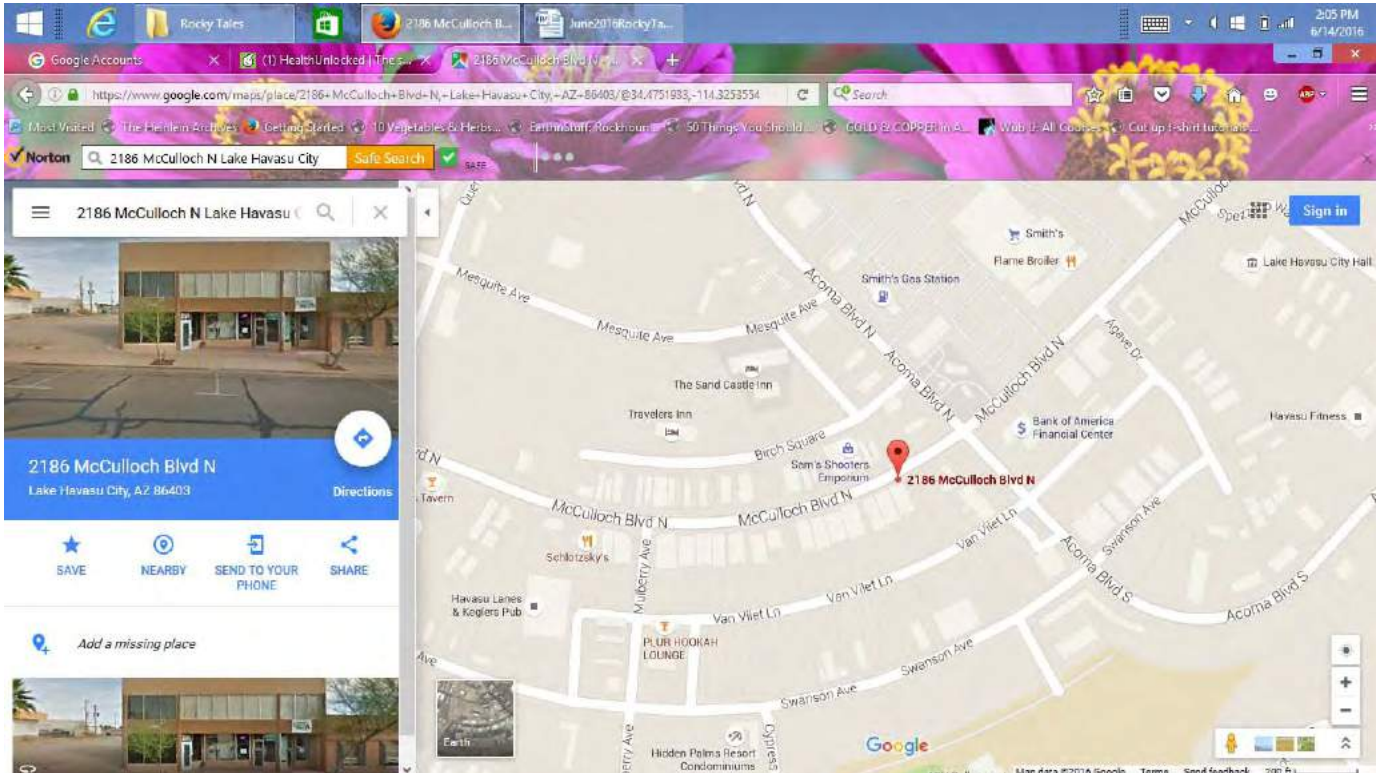 Rocky Tales
2186 McCulloch B...
June2016RockyTa...
2:05 PM
6/14/2016
Google Accounts
(1) HealthUnlocked | The s...
2186 McCulloch Blvd N
https://www.google.com/maps/place/2186+McCulloch+Blvd+N,+Lake+Havasu+City,+AZ+86403/@34.4751933,-114.3253554
Search
ABP
Most Visited
The Heinlein Archives
Getting Started
10 Vegetables & Herbs...
50 Things You Should...
GOLD & COPPER In A...
Cut up t-shirt tutorials...
Norton
2186 McCulloch N Lake Havasu City
Safe Search
SAFE
2186 McCulloch N Lake Havasu C
Sign in
2186 McCulloch Blvd N
Lake Havasu City, AZ 86403
Directions
SAVE
NEARBY
SEND TO YOUR
PHONE
SHARE
Add a missing place
McCulloch
Smith's
Flame Broiler
Lake Havasu City Hall
Mesquite Ave
Acoma Blvd N
Smith's Gas Station
Mesquite Ave
Mesquite Ave
Agave Dr
The Sand Castle Inn
Acoma Blvd N
McCulloch Blvd N
Travelers Inn
Bank of America
Financial Center
Havasu Fitness
Birch Square
Sam's Shooters
Emporium
2186 McCulloch Blvd N
Tavern
McCulloch Blvd N
McCulloch Blvd N
Schlotzsky's
Van Vliet Ln
Swanson Ave
Mulberry Ave
Acoma Blvd S
Van Vliet Ln
Havasu Lanes
& Keglers Pub
Van Vliet Ln
Acoma Blvd S
PLUR HOOKAH
LOUNGE
Swanson Ave
Ave
Swanson Ave
Earth
erry Ave
Hidden Palms Resort
Condominiums
Cypress
Google
Map data ©2016 Google
Terms
Send feedback
200 ft